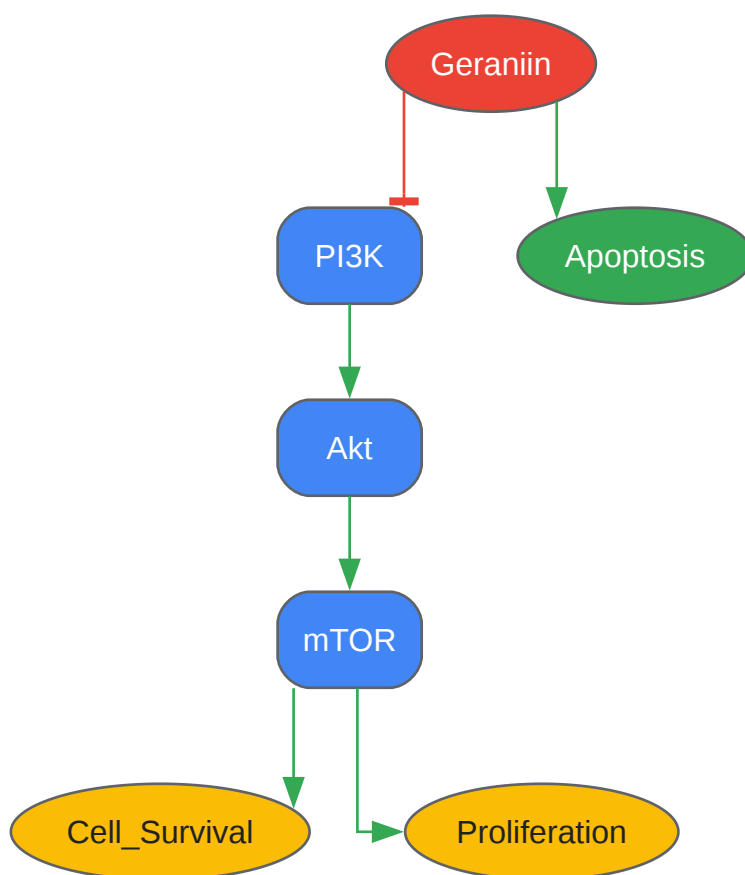 Geraniin
PI3K
Apoptosis
Akt
mTOR
Cell_Survival
Proliferation